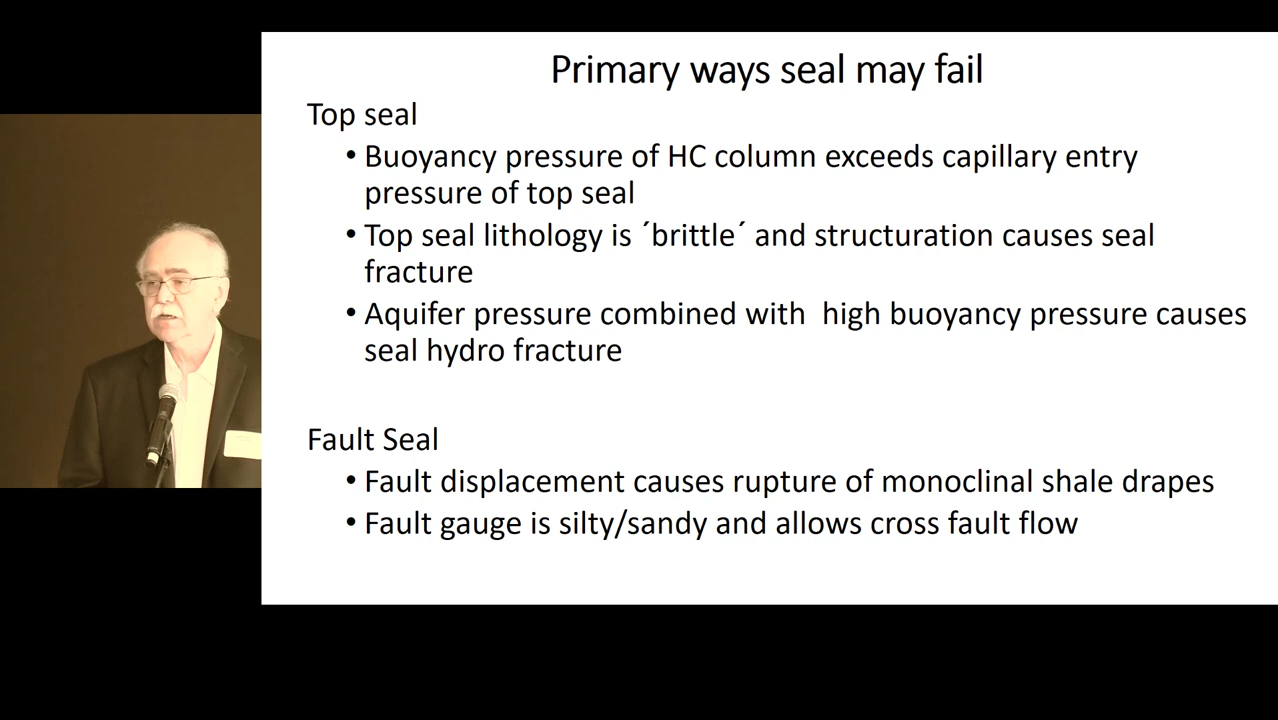 Primary ways seal may fail
Top seal
• Buoyancy pressure of HC column exceeds capillary entry
pressure of top seal
• Top seal lithology is ´brittle´ and structuration causes seal
fracture
• Aquifer pressure combined with  high buoyancy pressure causes
seal hydro fracture
Fault Seal
• Fault displacement causes rupture of monoclinal shale drapes
• Fault gauge is silty/sandy and allows cross fault flow